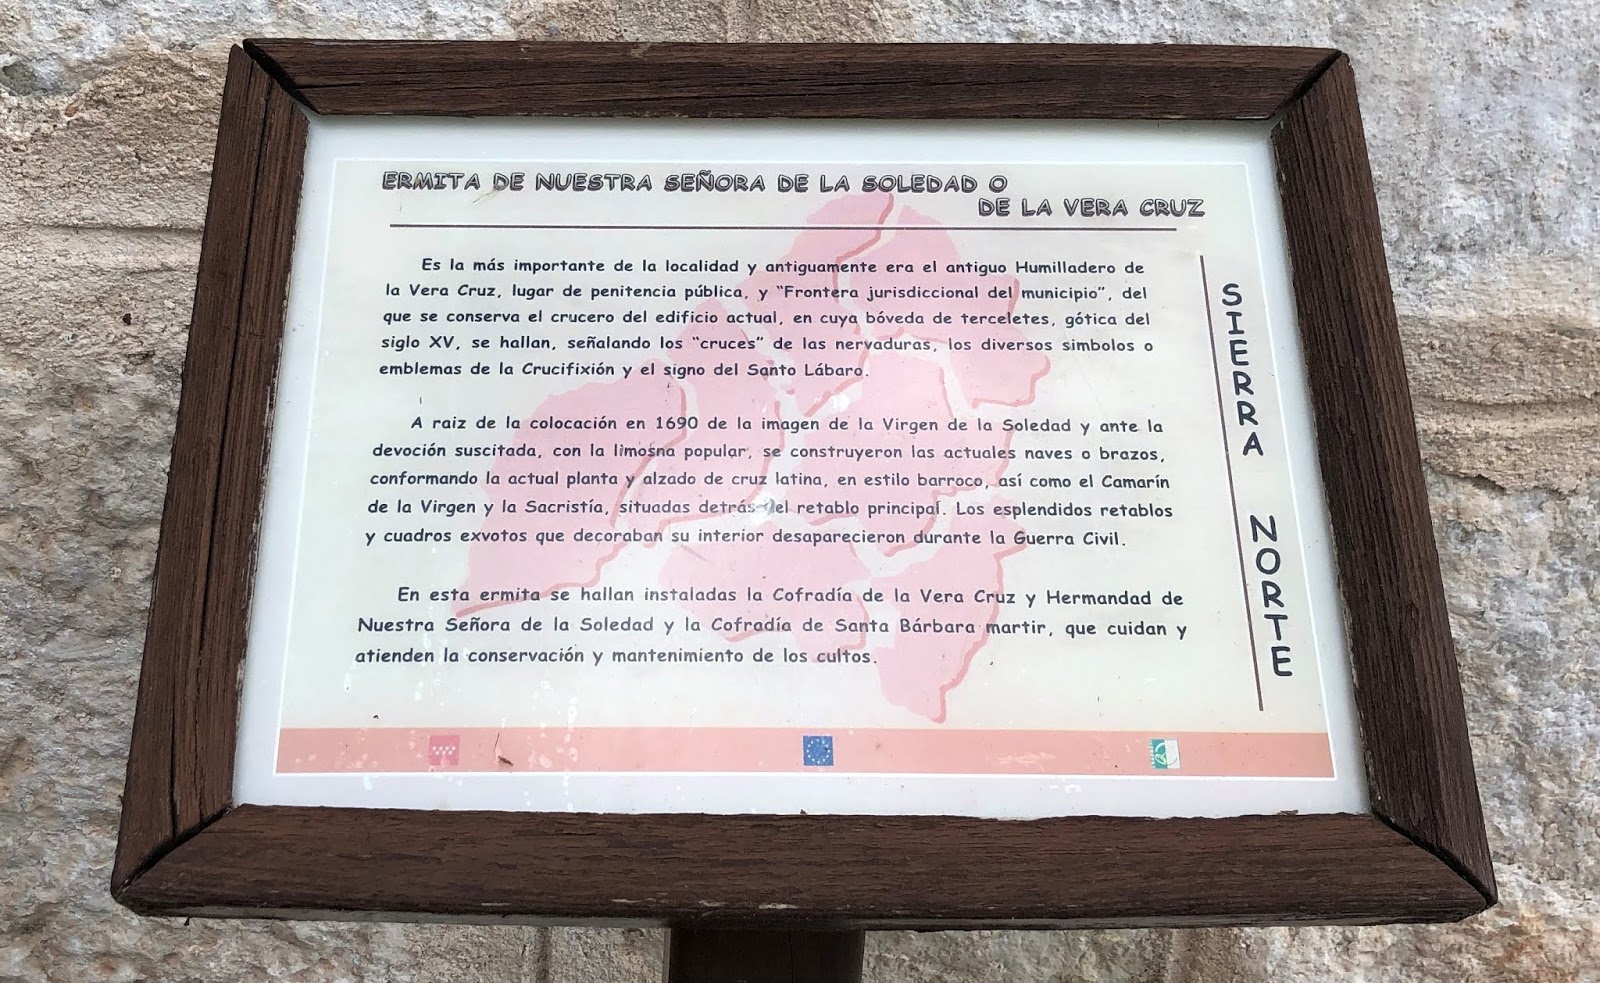 ERMITA DE NUESTRA SEÑORA DE LA SOLEDAD O
DE LA VERA CRUZ
Es la más importante de la localidad y antiguamente era el antiguo Humilladero de
la Vera Cruz, lugar de penitencia pública, y "Frontera jurisdiccional del municipio", del
que se conserva el crucero del edificio actual, en cuya bóveda de terceletes, gótica del
siglo XV, se hallan, señalando los "cruces" de las nervaduras, los diversos simbolos o
emblemas de la Crucifixión y el signo del Santo Lábaro.
A raiz de la colocación en 1690 de la imagen de la Virgen de la Soledad y ante la
devoción suscitada, con la limosna popular, se construyeron las actuales naves o brazos,
conformando la actual planta y alzado de cruz latina, en estilo barroco, así como el Camarín
de la Virgen y la Sacristía, situadas detrás del retablo principal. Los esplendidos retablos
y cuadros exvotos que decoraban su interior desaparecieron durante la Guerra Civil.
En esta ermita se hallan instaladas la Cofradía de la Vera Cruz y Hermandad de
Nuestra Señora de la Soledad y la Cofradía de Santa Bárbara martir, que cuidan y
atienden la conservación y mantenimiento de los cultos.
SIERRA NORTE